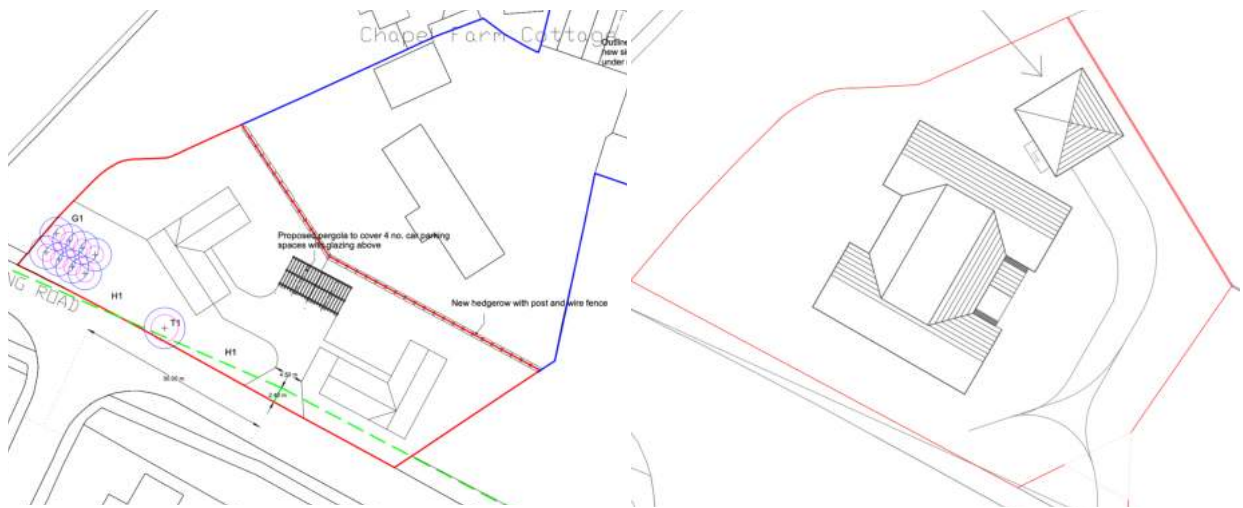 Chapel Farm Cottage
Outline
new si
under
G1
Proposed pergola to cover 4 no. car parking
spaces with glazing above
NG ROAD
H1
New hedgerow with post and wire fence
T1
H1
4.50 m
2.40 m